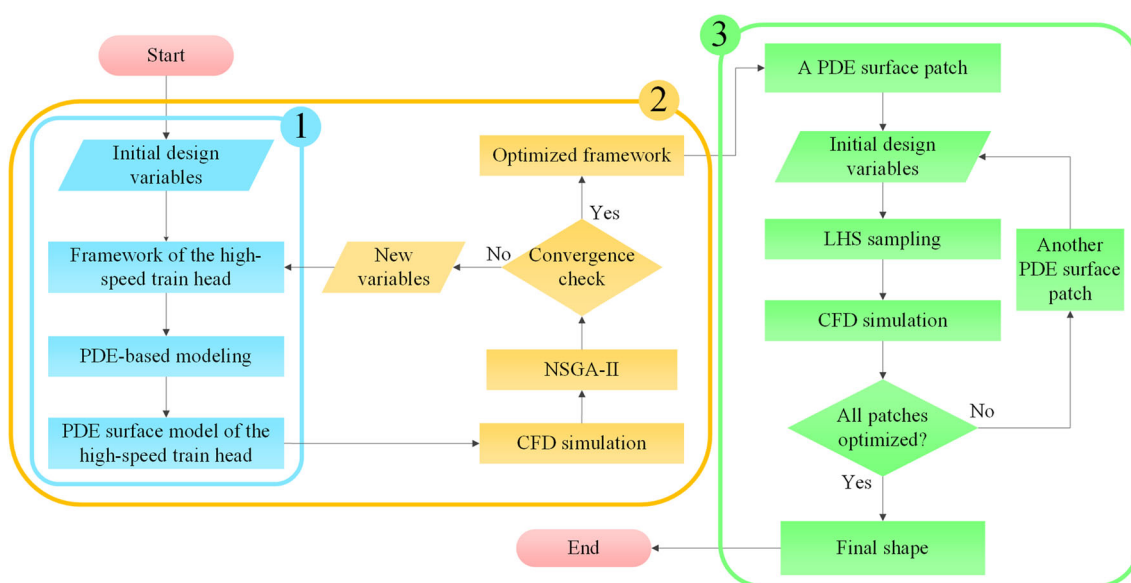 Start
1
Initial design
variables
Framework of the high-
speed train head
PDE-based modeling
PDE surface model of the
high-speed train head
2
Optimized framework
Yes
Convergence
check
No
New
variables
NSGA-II
CFD simulation
3
A PDE surface patch
Initial design
variables
LHS sampling
CFD simulation
Another
PDE surface
patch
All patches
optimized?
No
Yes
Final shape
End